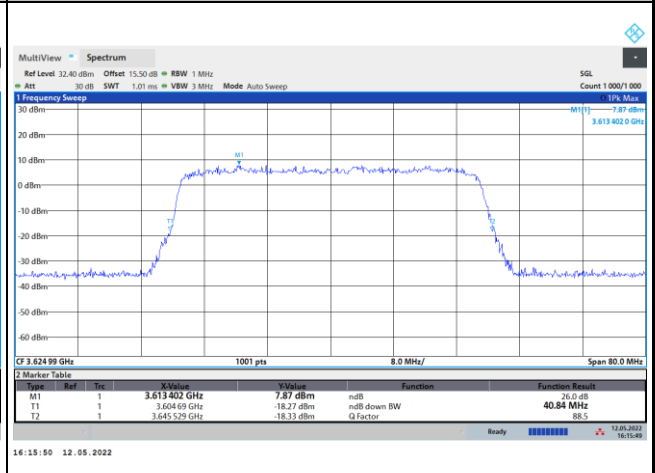 MultiView Spectrum
Ref Level 32.40 dBm Offset 15.50 dB RBW 1 MHz SGL
Att 30 dB SWT 1.01 ms VBW 3 MHz Mode Auto Sweep Count 1 000/1 000
1 Frequency Sweep 1Pk Max
30 dBm M1[1] 7.87 dBm
3.613 402 0 GHz
20 dBm
10 dBm M1
0 dBm
-10 dBm T1 T2
-20 dBm
-30 dBm
-40 dBm
-50 dBm
-60 dBm
CF 3.624 99 GHz 1001 pts 8.0 MHz/ Span 80.0 MHz
2 Marker Table
Type Ref Trc X-Value Y-Value Function Function Result
M1 1 3.613 402 GHz 7.87 dBm ndB 26.0 dB
T1 1 3.604 69 GHz -18.27 dBm ndB down BW 40.84 MHz
T2 1 3.645 529 GHz -18.33 dBm Q Factor 88.5
Ready 12.05.2022
16:15:49
16:15:50 12.05.2022